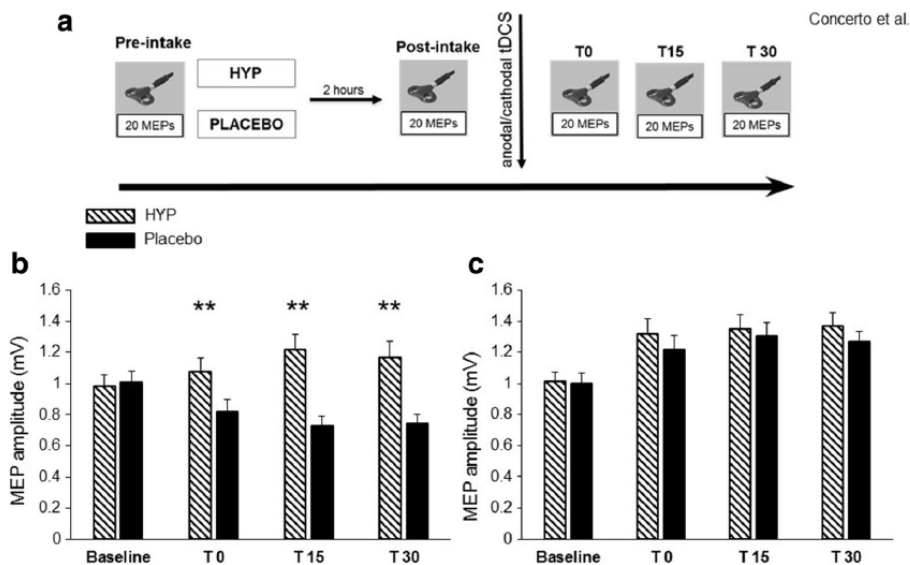 a
Concerto et al.
Pre-intake
HYP
PLACEBO
20 MEPs
2 hours
Post-intake
20 MEPs
anodal/cathodal tDCS
T0
T15
T 30
20 MEPs
20 MEPs
20 MEPs
HYP
Placebo
b
MEP amplitude (mV)
1.6
1.4
1.2
1
0.8
0.6
0.4
0.2
0
**
**
**
Baseline
T 0
T 15
T 30
c
MEP amplitude (mV)
1.6
1.4
1.2
1
0.8
0.6
0.4
0.2
0
Baseline
T 0
T 15
T 30